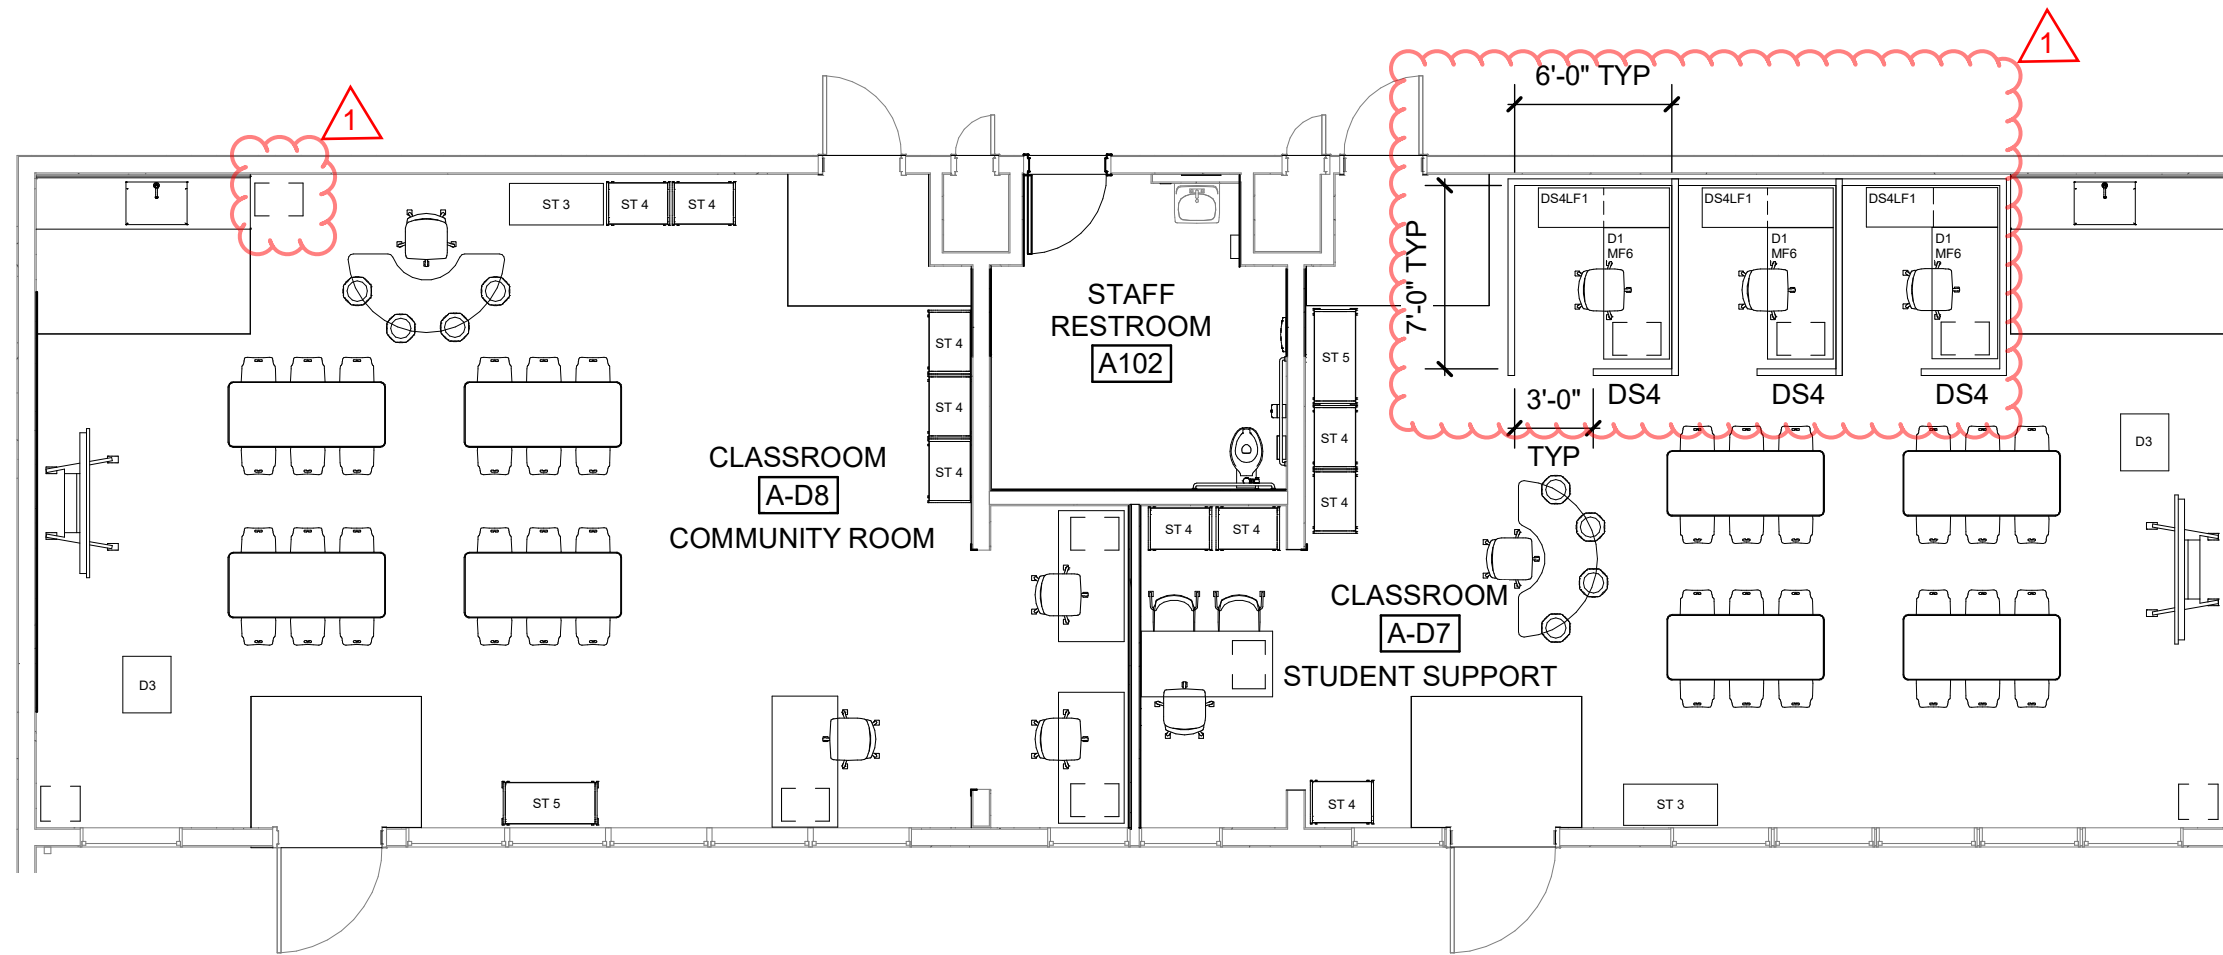 1
1
6'-0" TYP
ST 3
ST 4
ST 4
DS4LF1
DS4LF1
DS4LF1
D1
MF6
D1
MF6
D1
MF6
7'-0" TYP
STAFF
RESTROOM
A102
ST 4
ST 4
ST 4
ST 5
ST 4
ST 4
3'-0"
TYP
DS4
DS4
DS4
D3
CLASSROOM
A-D8
COMMUNITY ROOM
ST 4
ST 4
CLASSROOM
A-D7
STUDENT SUPPORT
D3
ST 5
ST 4
ST 3